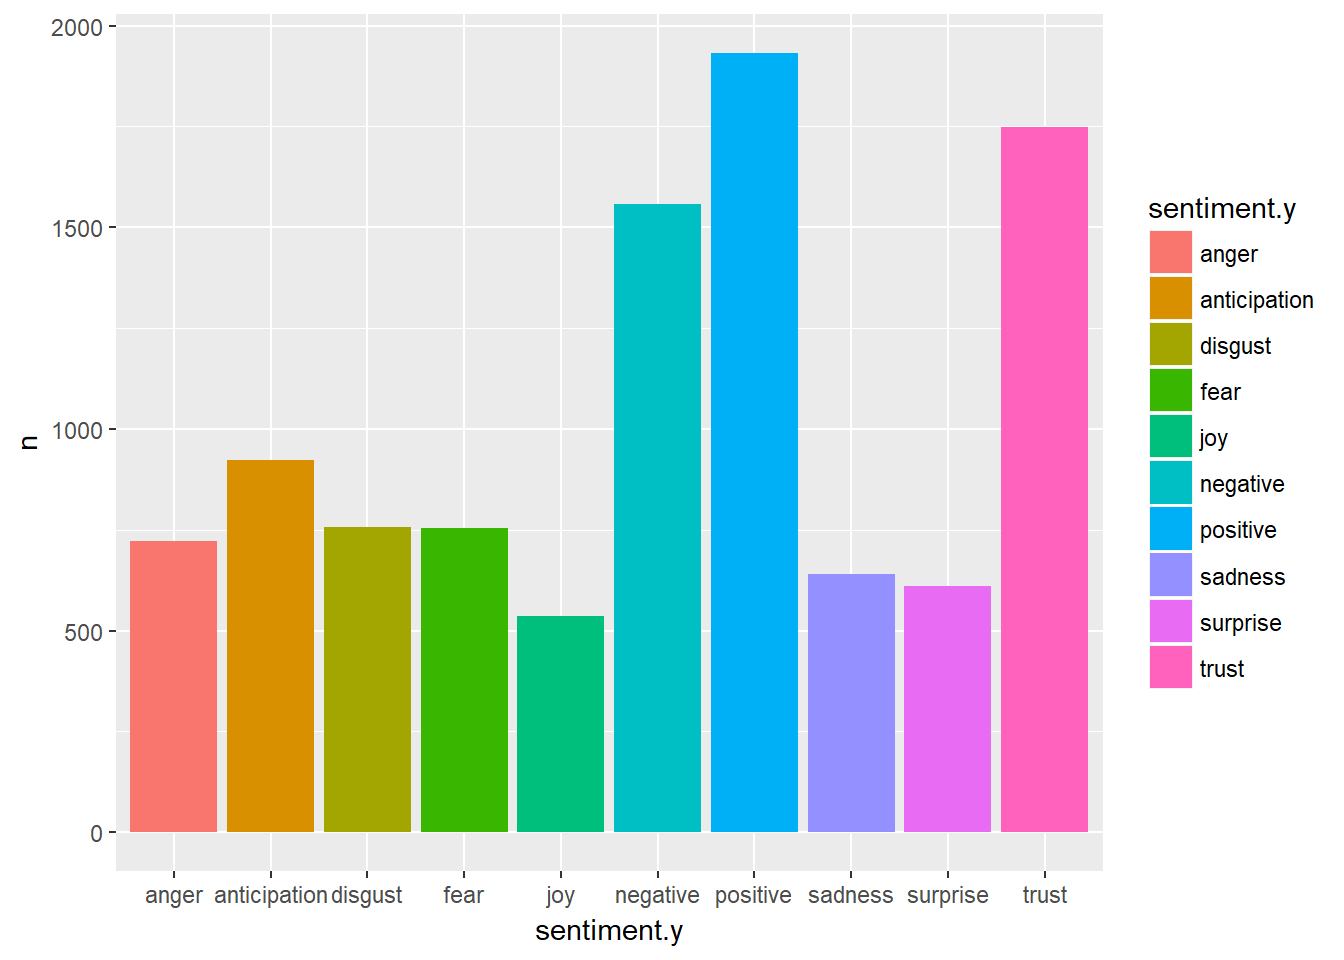 2000
1500
1000
500
0
n
anger anticipation disgust fear joy negative positive sadness surprise trust
sentiment.y
sentiment.y
anger
anticipation
disgust
fear
joy
negative
positive
sadness
surprise
trust